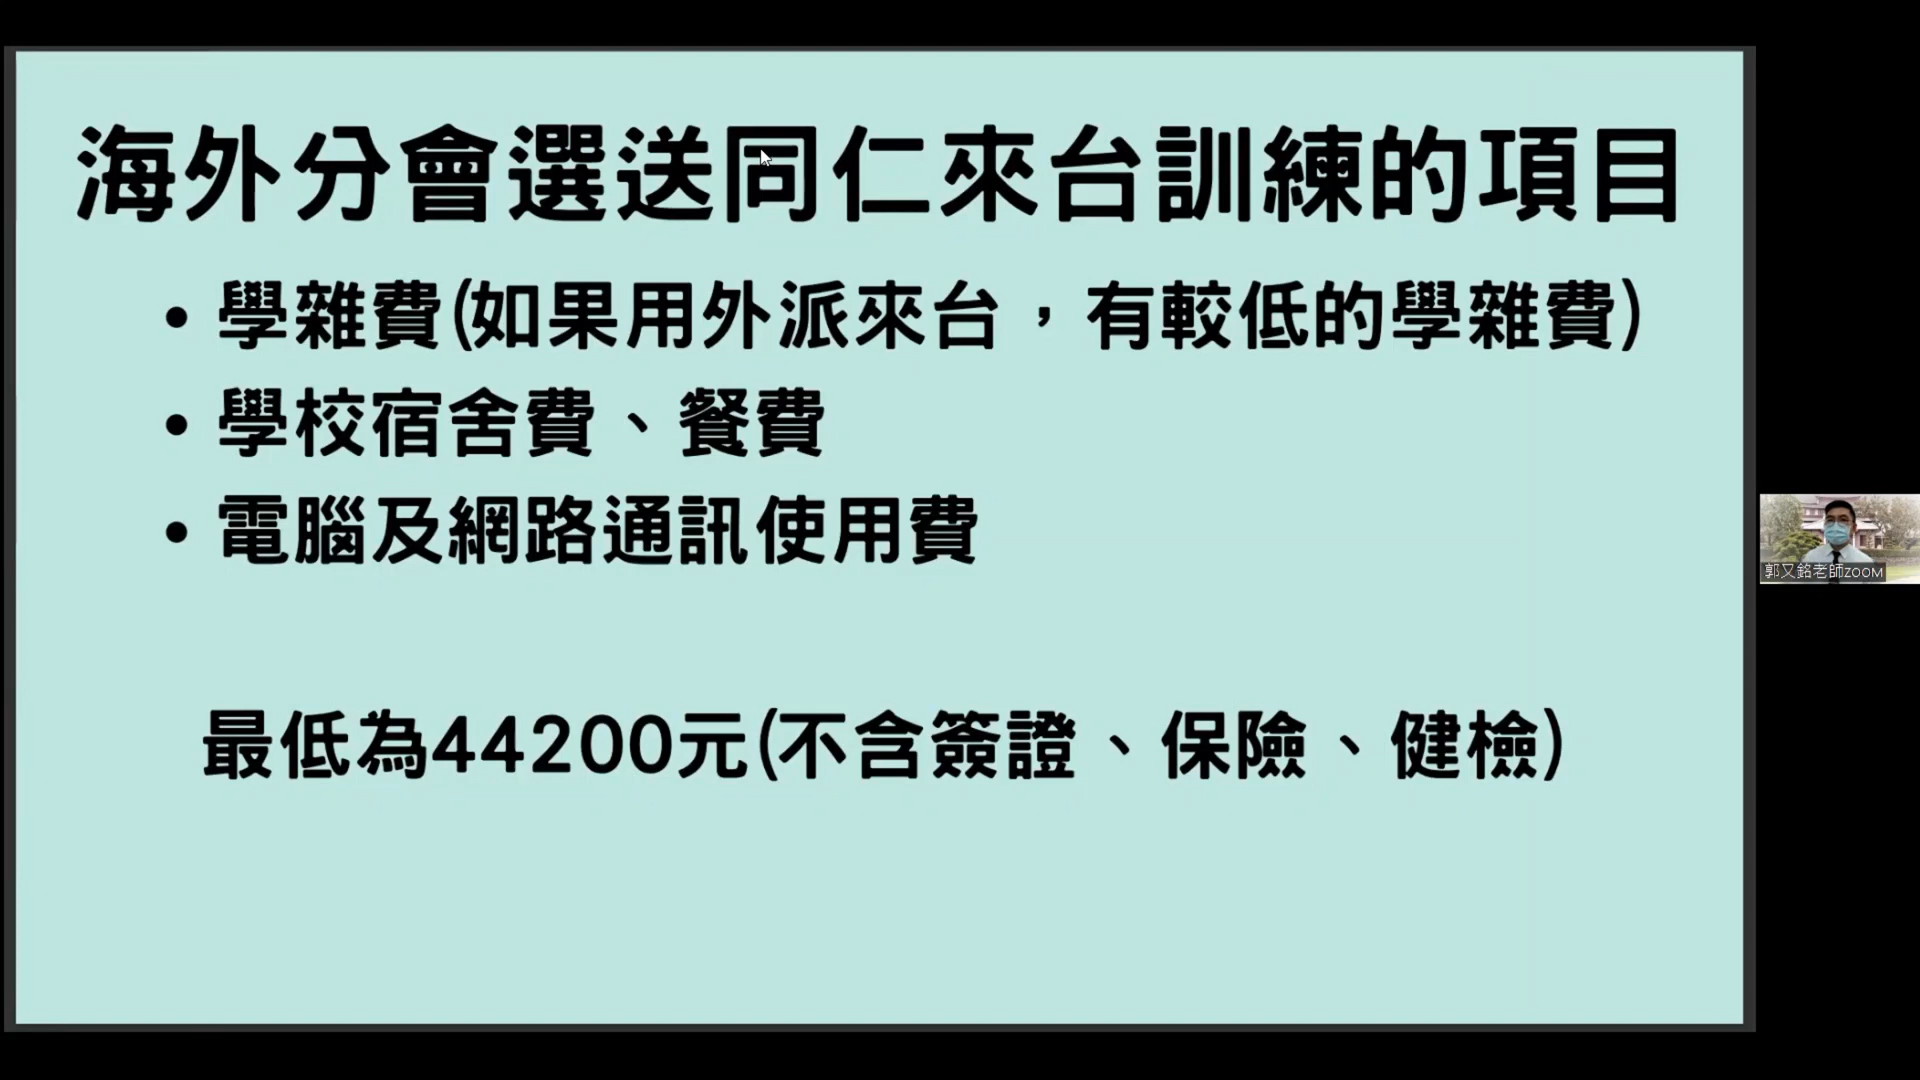 海外分會選送同仁來台訓練的項目
• 學雜費(如果用外派來台，有較低的學雜費)
• 學校宿舍費、餐費
• 電腦及網路通訊使用費
最低為44200元(不含簽證、保險、健檢)
郭又銘老師ZOOM